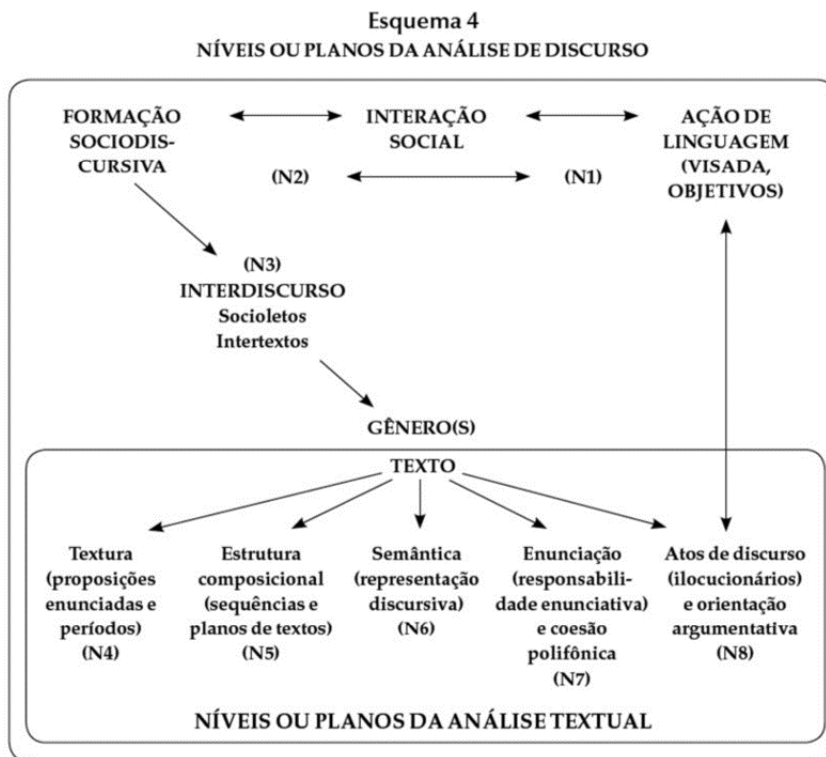 Esquema 4
NÍVEIS OU PLANOS DA ANÁLISE DE DISCURSO
FORMAÇÃO
SOCIODIS-
CURSIVA
INTERAÇÃO
SOCIAL
AÇÃO DE
LINGUAGEM
(VISADA,
OBJETIVOS)
(N2)
(N1)
(N3)
INTERDISCURSO
Socioletos
Intertextos
GÊNERO(S)
TEXTO
Textura
(proposições
enunciadas e
períodos)
(N4)
Estrutura
composicional
(sequências e
planos de textos)
(N5)
Semântica
(representação
discursiva)
(N6)
Enunciação
(responsabili-
dade enunciativa)
e coesão
polifônica
(N7)
Atos de discurso
(ilocucionários)
e orientação
argumentativa
(N8)
NÍVEIS OU PLANOS DA ANÁLISE TEXTUAL